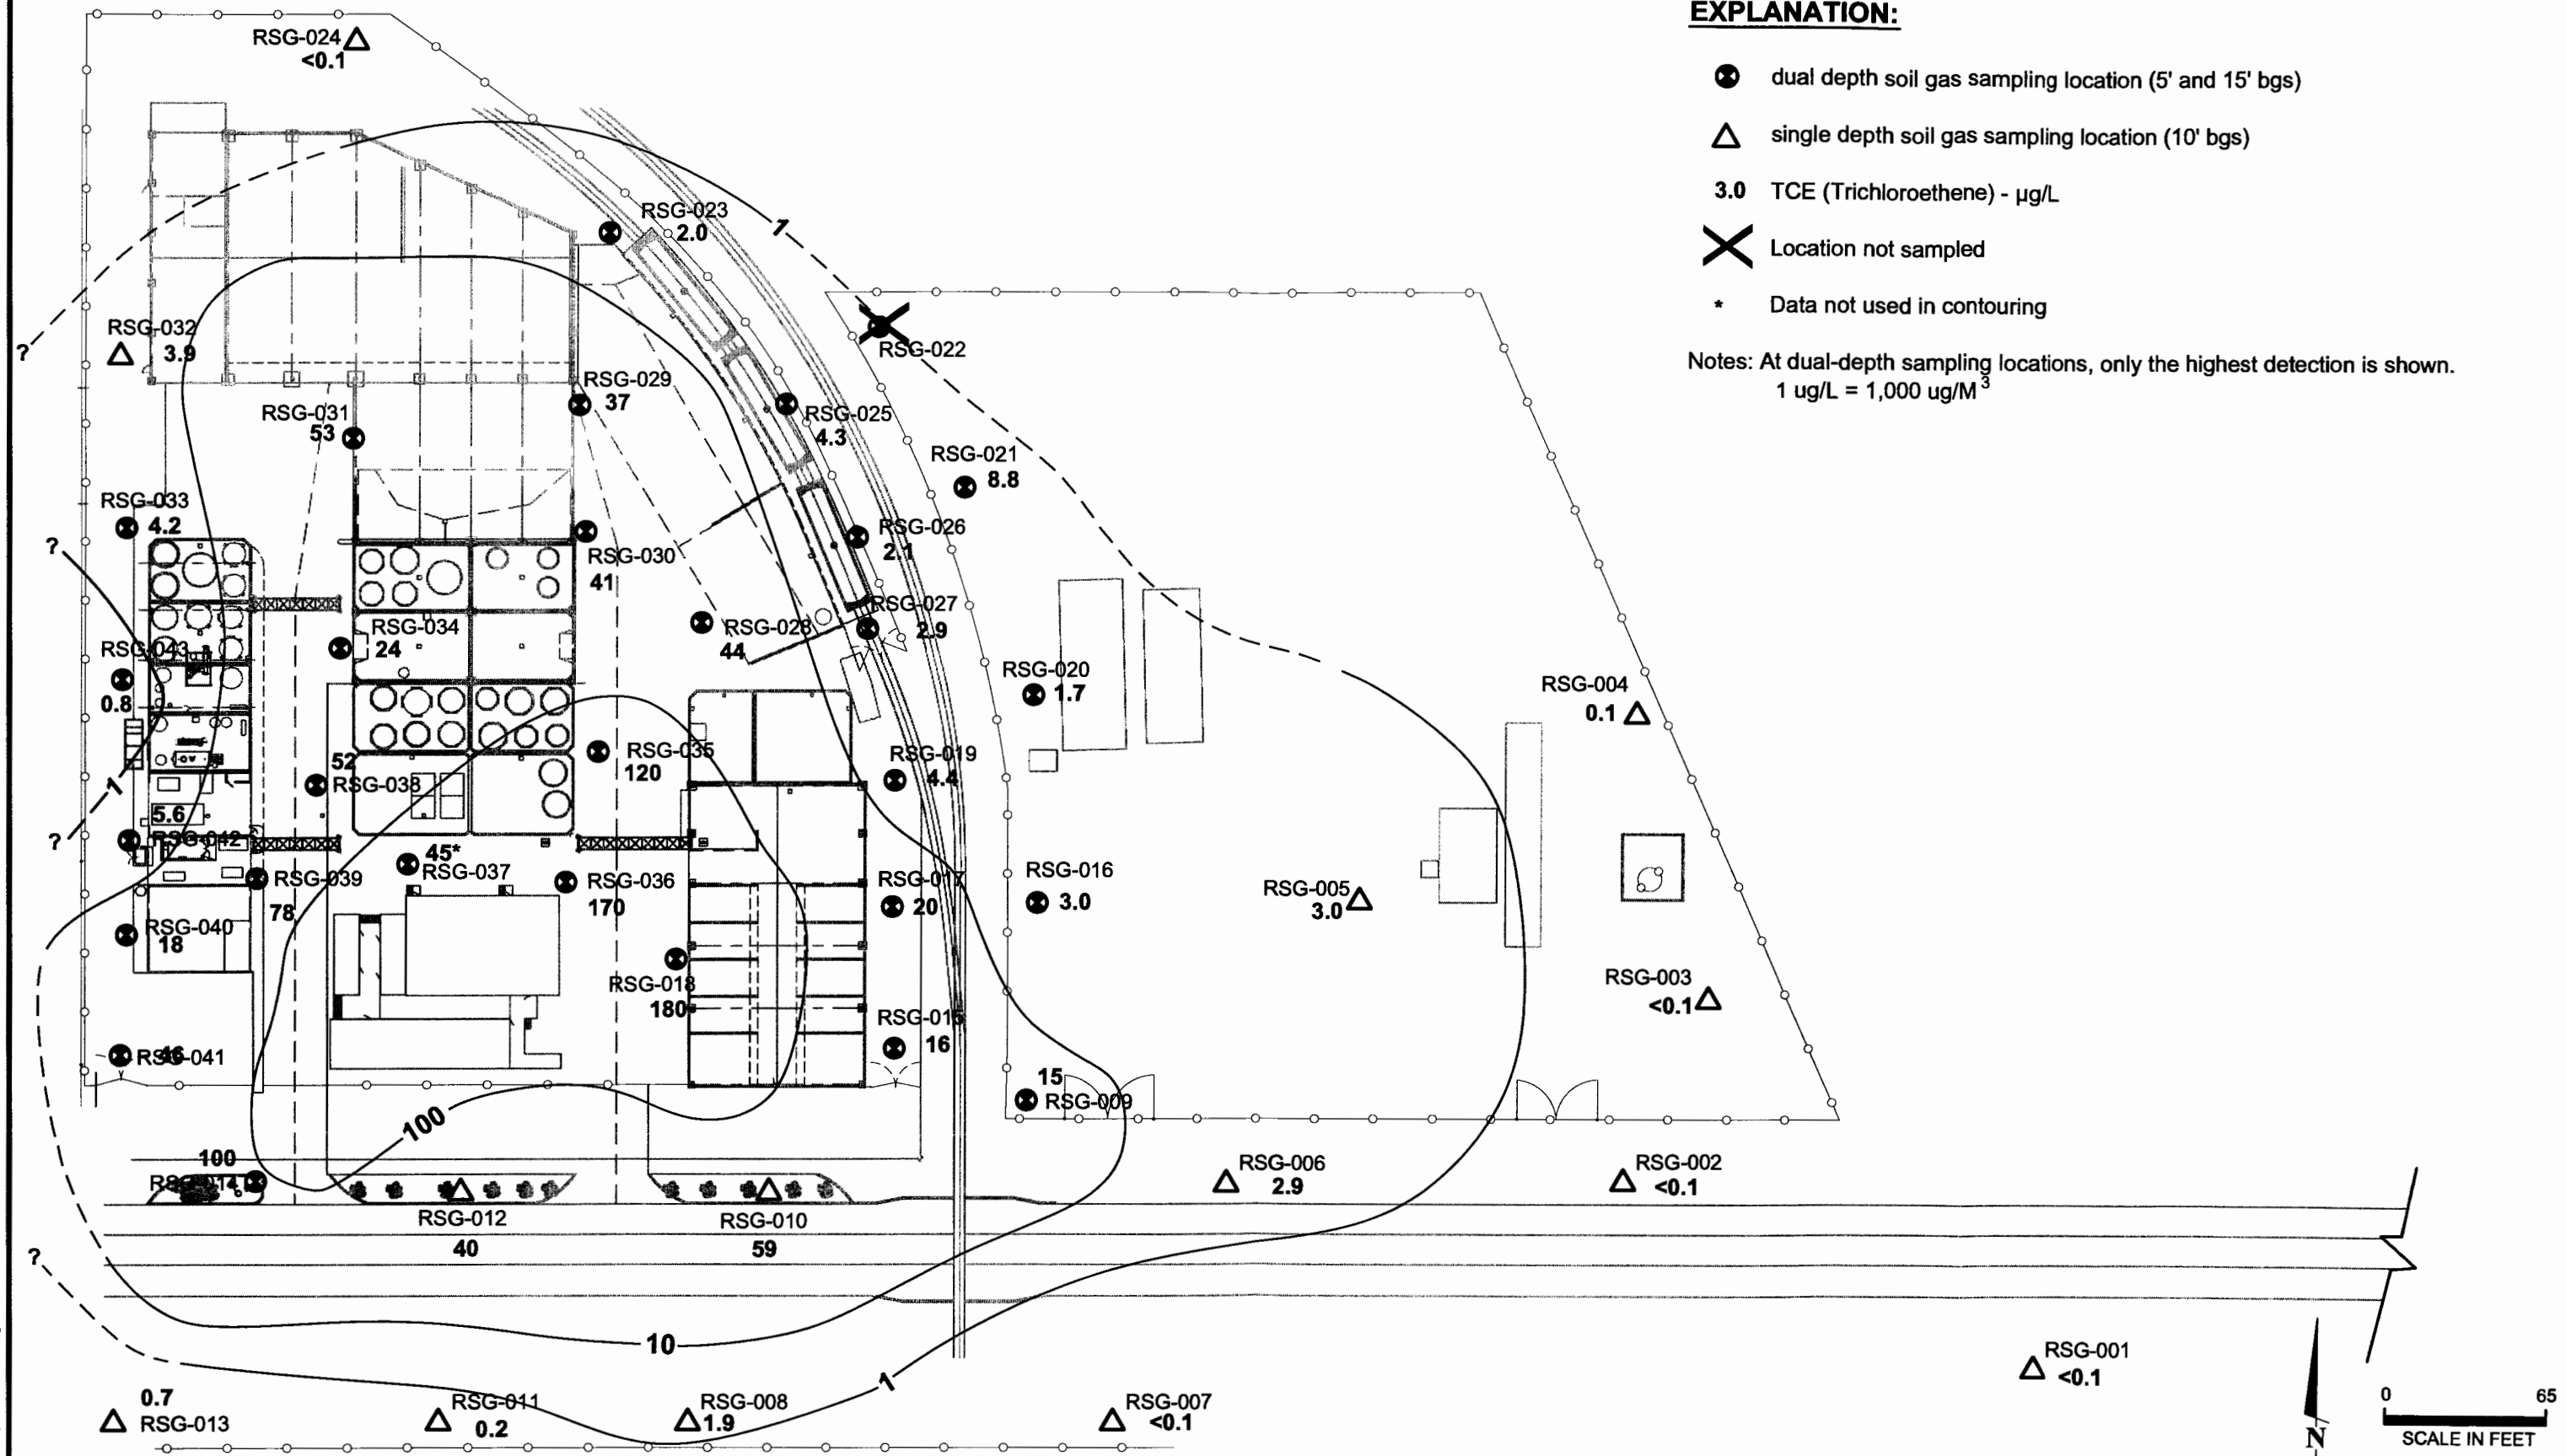 EXPLANATION:
dual depth soil gas sampling location (5' and 15' bgs)
single depth soil gas sampling location (10' bgs)
3.0 TCE (Trichloroethene) - µg/L
Location not sampled
* Data not used in contouring
Notes: At dual-depth sampling locations, only the highest detection is shown.
1 ug/L = 1,000 ug/M3
RSG-024
<0.1
RSG-023
2.0
1
RSG-032
3.9
?
RSG-022
RSG-029
37
RSG-031
53
RSG-025
4.3
RSG-021
8.8
RSG-033
4.2
?
RSG-026
2.1
RSG-030
41
RSG-027
2.9
RSG-028
44
RSG-034
24
RSG-043
0.8
RSG-020
1.7
RSG-004
0.1
RSG-035
120
RSG-019
4.4
52
RSG-038
1
5.6
RSG-042
?
45*
RSG-037
RSG-036
170
RSG-039
78
RSG-017
20
RSG-016
3.0
RSG-005
3.0
RSG-040
18
RSG-018
180
RSG-003
<0.1
RSG-015
16
RSG-041
46
15
RSG-009
100
100
RSG-014
RSG-006
2.9
RSG-002
<0.1
RSG-012
40
RSG-010
59
?
10
RSG-001
<0.1
1
0.7
RSG-013
RSG-011
0.2
RSG-008
1.9
RSG-007
<0.1
N
0 65
SCALE IN FEET